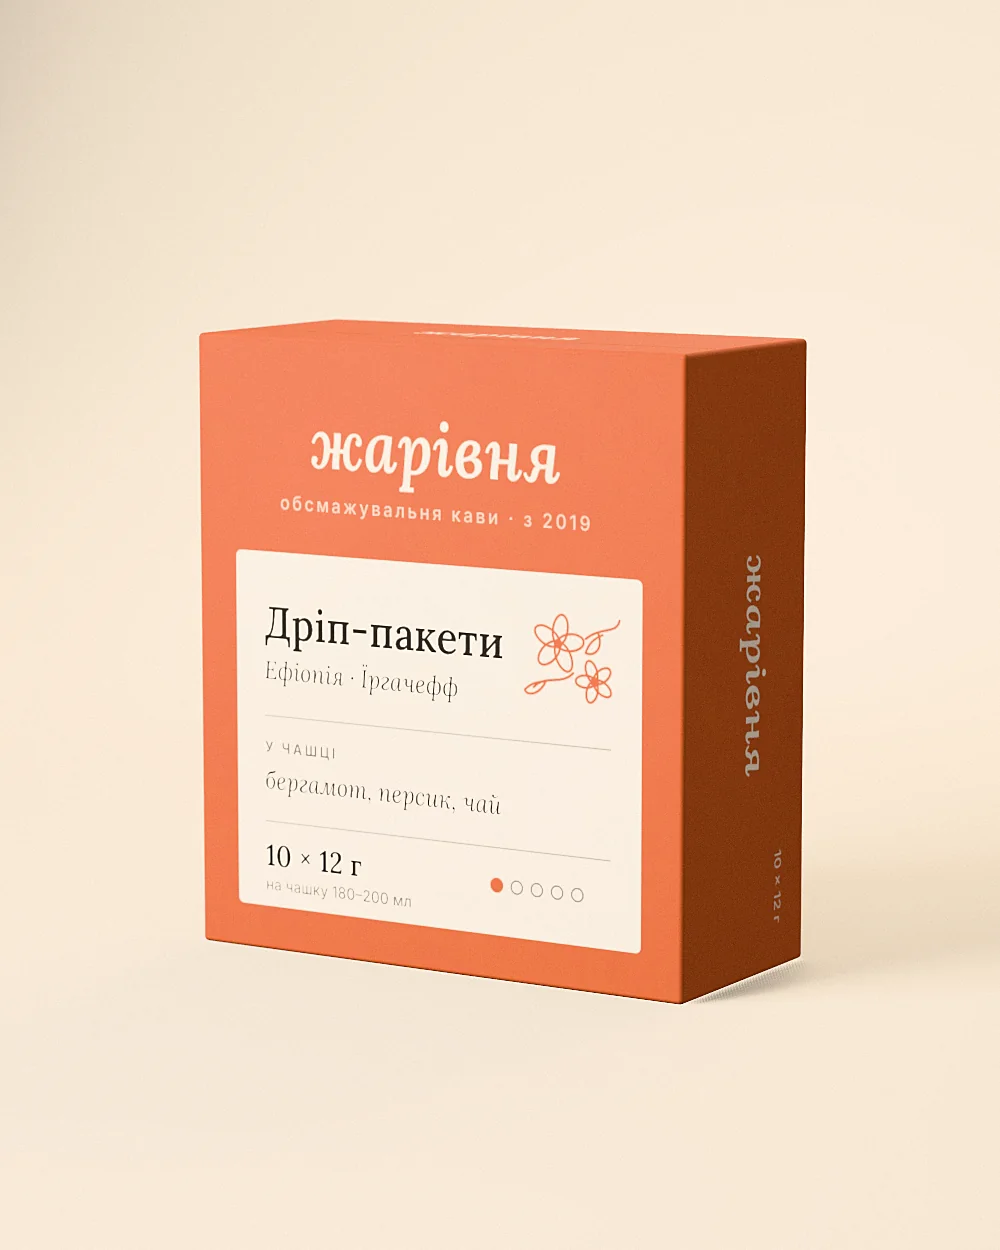 жарівня
жарівня
обсмажувальня кави · з 2019
Дріп-пакети
Ефіопія · Їргачефф
У ЧАШЦІ
бергамот, персик, чай
10 × 12 г
на чашку 180–200 мл
жарівня
10 × 12 г